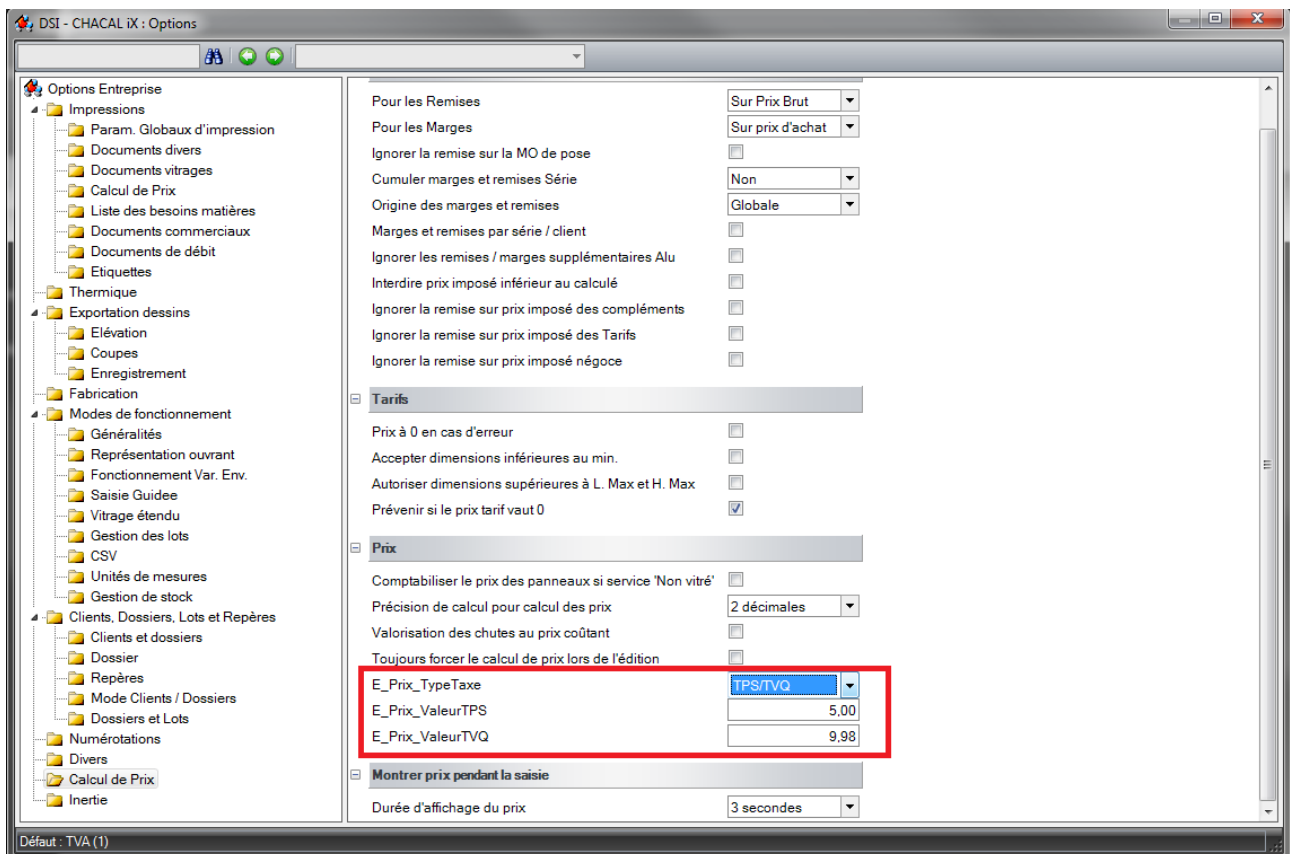 DSI - CHACAL iX : Options
Options Entreprise
Impressions
Param. Globaux d'impression
Documents divers
Documents vitrages
Calcul de Prix
Liste des besoins matières
Documents commerciaux
Documents de débit
Etiquettes
Thermique
Exportation dessins
Elévation
Coupes
Enregistrement
Fabrication
Modes de fonctionnement
Généralités
Représentation ouvrant
Fonctionnement Var. Env.
Saisie Guidee
Vitrage étendu
Gestion des lots
CSV
Unités de mesures
Gestion de stock
Clients, Dossiers, Lots et Repères
Clients et dossiers
Dossier
Repères
Mode Clients / Dossiers
Dossiers et Lots
Numérotations
Divers
Calcul de Prix
Inertie
Pour les Remises Sur Prix Brut
Pour les Marges Sur prix d'achat
Ignorer la remise sur la MO de pose
Cumuler marges et remises Série Non
Origine des marges et remises Globale
Marges et remises par série / client
Ignorer les remises / marges supplémentaires Alu
Interdire prix imposé inférieur au calculé
Ignorer la remise sur prix imposé des compléments
Ignorer la remise sur prix imposé des Tarifs
Ignorer la remise sur prix imposé négoce
Tarifs
Prix à 0 en cas d'erreur
Accepter dimensions inférieures au min.
Autoriser dimensions supérieures à L. Max et H. Max
Prévenir si le prix tarif vaut 0
Prix
Comptabiliser le prix des panneaux si service 'Non vitré'
Précision de calcul pour calcul des prix 2 décimales
Valorisation des chutes au prix coûtant
Toujours forcer le calcul de prix lors de l'édition
E_Prix_TypeTaxe TPS/TVQ
E_Prix_ValeurTPS 5,00
E_Prix_ValeurTVQ 9,98
Montrer prix pendant la saisie
Durée d'affichage du prix 3 secondes
Défaut : TVA (1)